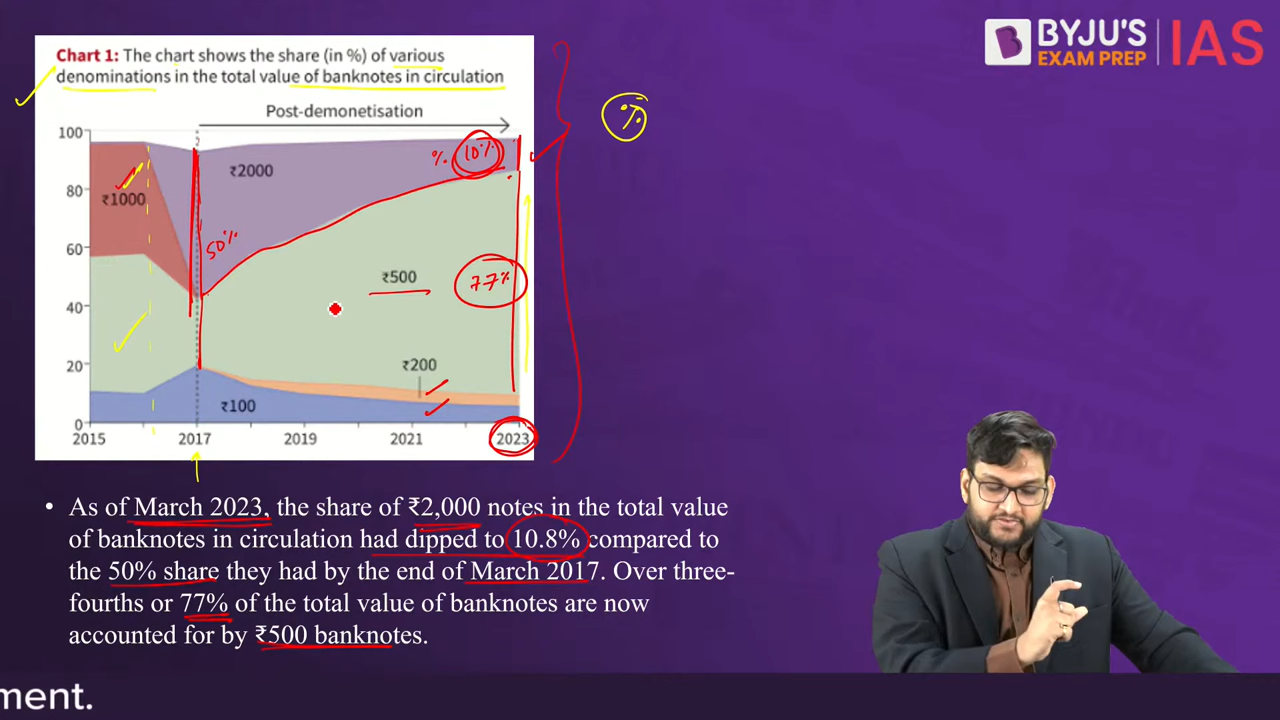 Chart 1: The chart shows the share (in %) of various
denominations in the total value of banknotes in circulation
BYJU'S
EXAM PREP
IAS
%
Post-demonetisation
100
80
60
40
20
0
₹1000
₹2000
% 10%
50%
₹500
77%
₹200
₹100
2015
2017
2019
2021
2023
• As of March 2023, the share of ₹2,000 notes in the total value
of banknotes in circulation had dipped to 10.8% compared to
the 50% share they had by the end of March 2017. Over three-
fourths or 77% of the total value of banknotes are now
accounted for by ₹500 banknotes.
ment.